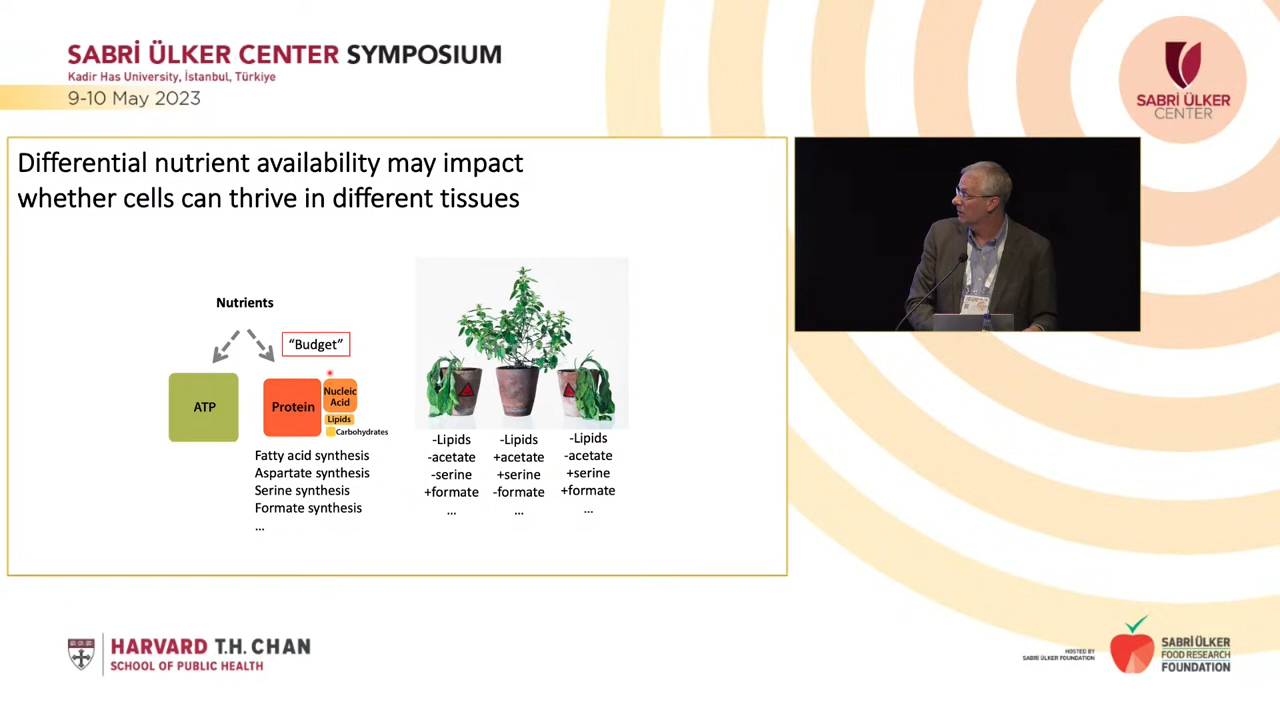 SABRİ ÜLKER CENTER SYMPOSIUM
Kadir Has University, İstanbul, Türkiye
9-10 May 2023
SABRİ ÜLKER
CENTER
Differential nutrient availability may impact
whether cells can thrive in different tissues
Nutrients
“Budget”
ATP
Protein
Nucleic
Acid
Lipids
Carbohydrates
Fatty acid synthesis
Aspartate synthesis
Serine synthesis
Formate synthesis
...
-Lipids
-acetate
-serine
+formate
...
-Lipids
+acetate
+serine
-formate
...
-Lipids
-acetate
+serine
+formate
...
HARVARD T.H. CHAN
SCHOOL OF PUBLIC HEALTH
HOSTED BY
SABRİ ÜLKER FOUNDATION
SABRİ ÜLKER
FOOD RESEARCH
FOUNDATION